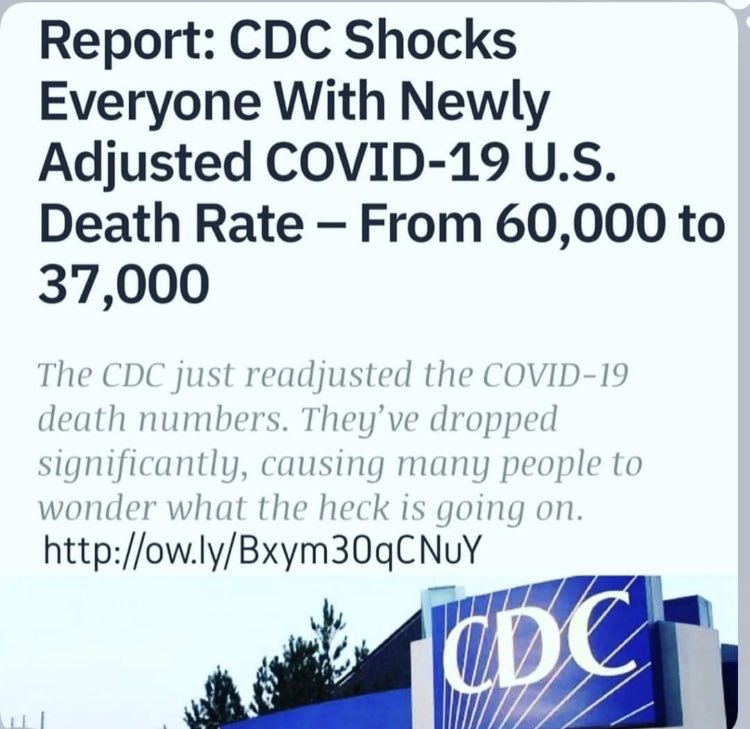 Report: CDC Shocks
Everyone With Newly
Adjusted COVID-19 U.S.
Death Rate – From 60,000 to
37,000
The CDC just readjusted the COVID-19
death numbers. They've dropped
significantly, causing many people to
wonder what the heck is going on.
http://ow.ly/Bxym30qCNuY
CDC